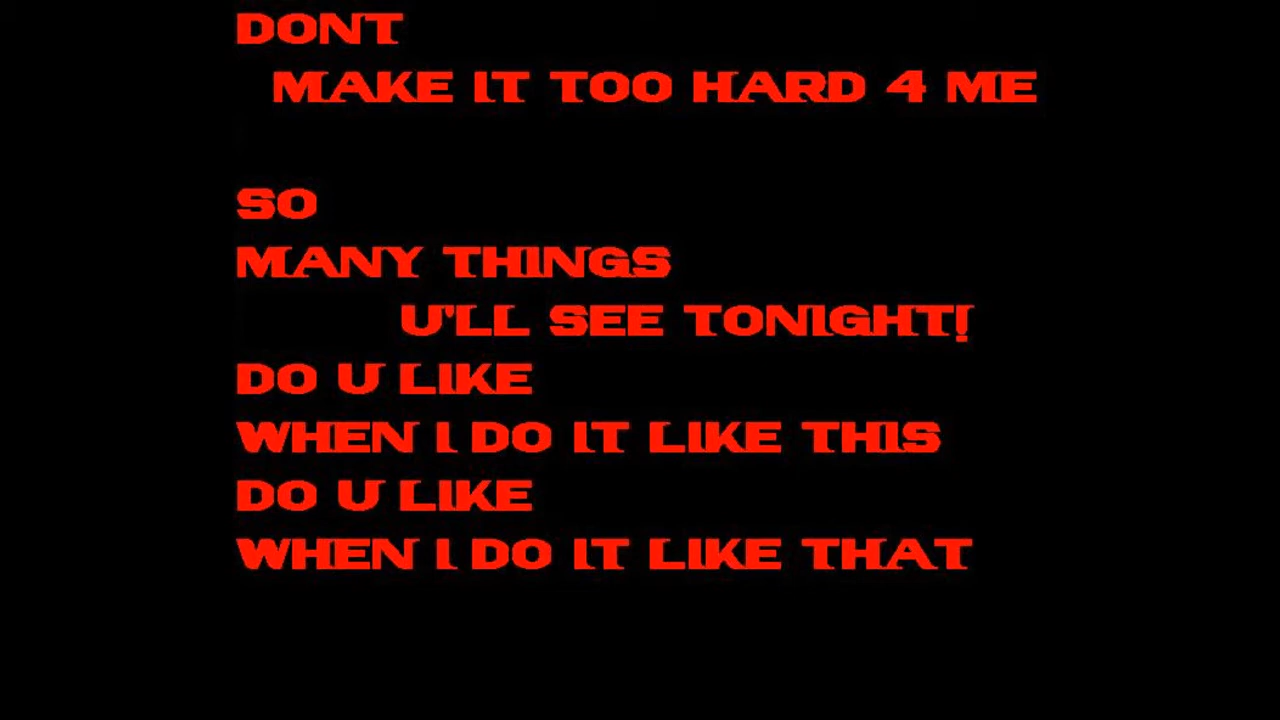 DONT
MAKE IT TOO HARD 4 ME
SO
MANY THINGS
U'LL SEE TONIGHT!
DO U LIKE
WHEN I DO IT LIKE THIS
DO U LIKE
WHEN I DO IT LIKE THAT